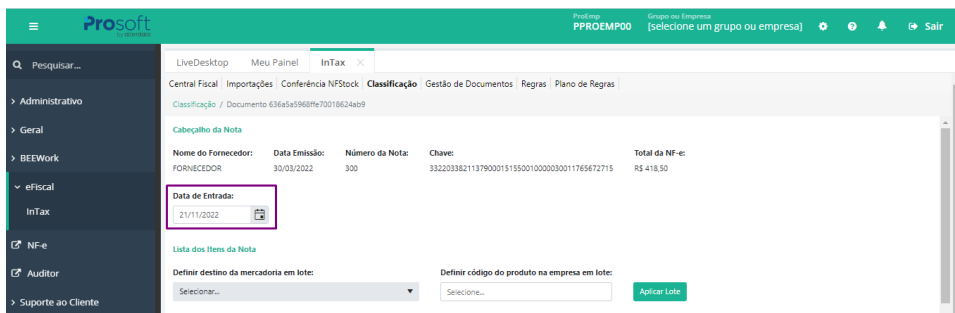 ProEmp Grupo ou Empresa
Prosoft PPROEMP00 [selecione um grupo ou empresa] Sair
Pesquisar...
Administrativo
Geral
BEEWork
eFiscal
InTax
NF-e
Auditor
Suporte ao Cliente
LiveDesktop Meu Painel InTax
Central Fiscal Importações Conferência NFStock Classificação Gestão de Documentos Regras Plano de Regras
Classificação / Documento 636a5a5968ffe70018624ab9
Cabeçalho da Nota
Nome do Fornecedor: Data Emissão: Número da Nota: Chave: Total da NF-e:
FORNECEDOR 30/03/2022 300 33220338211379000151550010000030011765672715 R$ 418,50
Data de Entrada:
21/11/2022
Lista dos Itens da Nota
Definir destino da mercadoria em lote: Definir código do produto na empresa em lote:
Selecionar... Selecione... Aplicar Lote